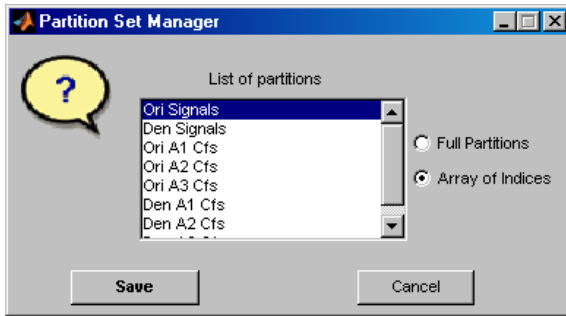 Partition Set Manager
?
List of partitions
Ori Signals
Den Signals
Ori A1 Cfs
Ori A2 Cfs
Ori A3 Cfs
Den A1 Cfs
Den A2 Cfs
Full Partitions
Array of Indices
Save
Cancel